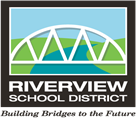 RIVERVIEW
SCHOOL DISTRICT
Building Bridges to the Future